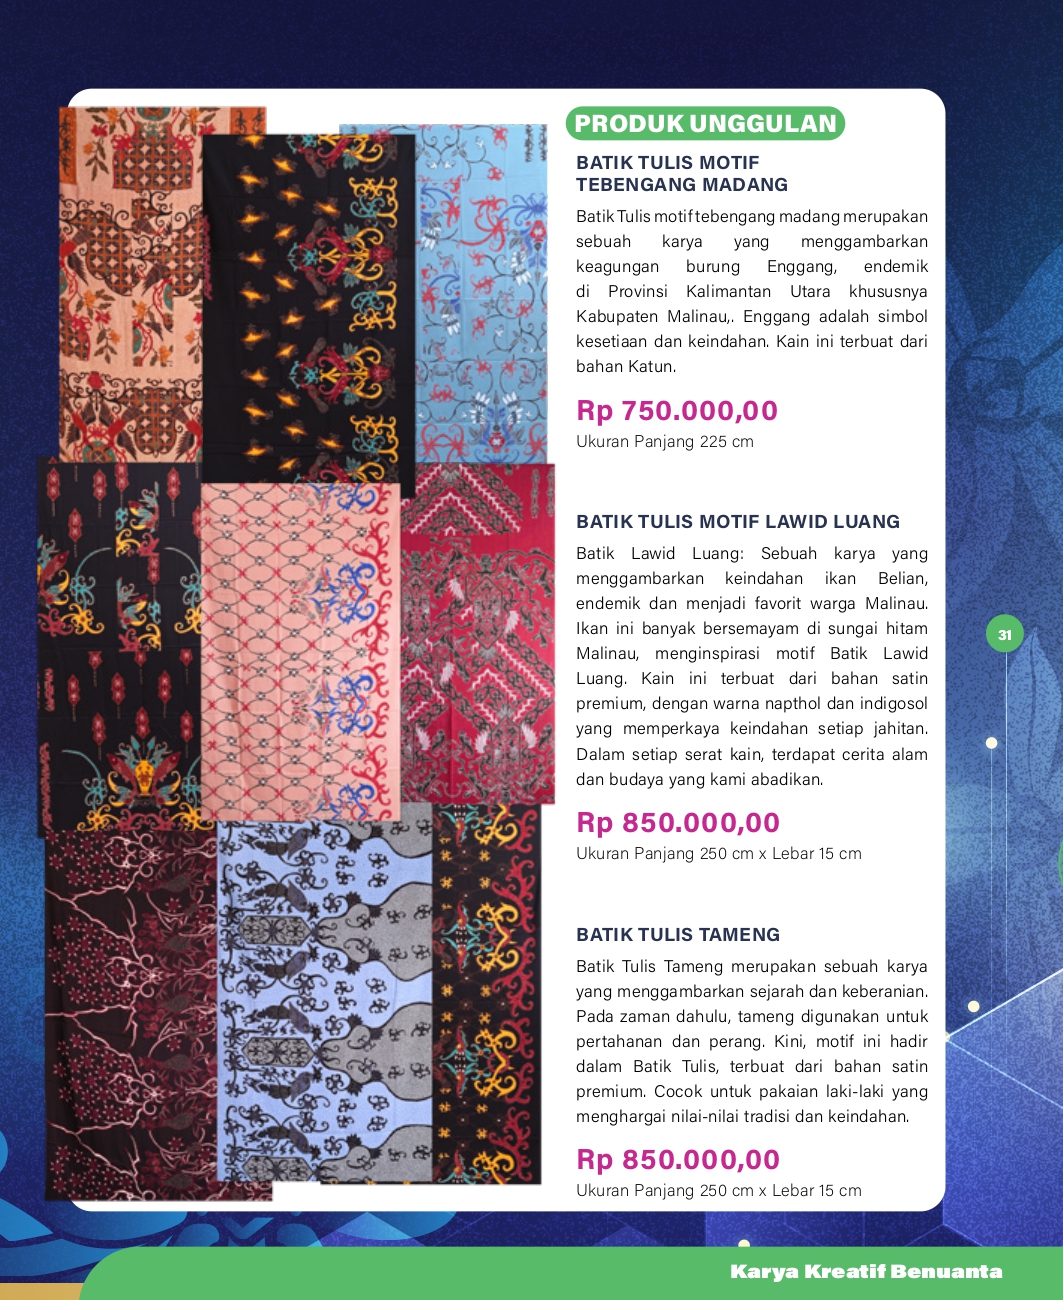 PRODUK UNGGULAN
BATIK TULIS MOTIF
TEBENGANG MADANG
Batik Tulis motif tebengang madang merupakan
sebuah karya yang menggambarkan
keagungan burung Enggang, endemik
di Provinsi Kalimantan Utara khususnya
Kabupaten Malinau,. Enggang adalah simbol
kesetiaan dan keindahan. Kain ini terbuat dari
bahan Katun.
Rp 750.000,00
Ukuran Panjang 225 cm
BATIK TULIS MOTIF LAWID LUANG
Batik Lawid Luang: Sebuah karya yang
menggambarkan keindahan ikan Belian,
endemik dan menjadi favorit warga Malinau.
Ikan ini banyak bersemayam di sungai hitam
Malinau, menginspirasi motif Batik Lawid
Luang. Kain ini terbuat dari bahan satin
premium, dengan warna napthol dan indigosol
yang memperkaya keindahan setiap jahitan.
Dalam setiap serat kain, terdapat cerita alam
dan budaya yang kami abadikan.
Rp 850.000,00
Ukuran Panjang 250 cm x Lebar 15 cm
BATIK TULIS TAMENG
Batik Tulis Tameng merupakan sebuah karya
yang menggambarkan sejarah dan keberanian.
Pada zaman dahulu, tameng digunakan untuk
pertahanan dan perang. Kini, motif ini hadir
dalam Batik Tulis, terbuat dari bahan satin
premium. Cocok untuk pakaian laki-laki yang
menghargai nilai-nilai tradisi dan keindahan.
Rp 850.000,00
Ukuran Panjang 250 cm x Lebar 15 cm
31
Karya Kreatif Benuanta